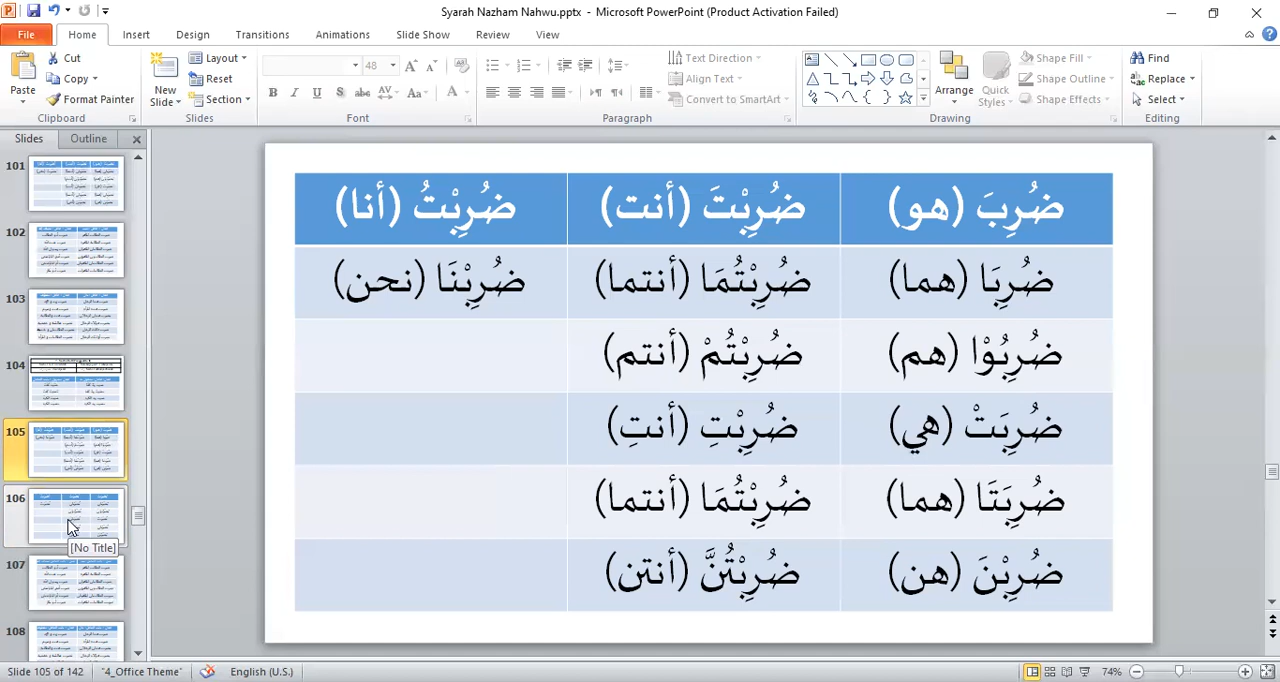 Syarah Nazham Nahwu.pptx - Microsoft PowerPoint (Product Activation Failed)
File Home Insert Design Transitions Animations Slide Show Review View
Paste
Cut
Copy
Format Painter
Clipboard
New Slide
Layout
Reset
Section
Slides
48
Font
Paragraph
Text Direction
Align Text
Convert to SmartArt
Arrange
Quick Styles
Shape Fill
Shape Outline
Shape Effects
Drawing
Find
Replace
Select
Editing
Slides Outline
101
102
103
104
105
106
[No Title]
107
108
ضُرِبَ (هو) ضُرِبْتَ (أنت) ضُرِبْتُ (أنا)
ضُرِبَا (هما) ضُرِبْتُمَا (أنتما) ضُرِبْنَا (نحن)
ضُرِبُوْا (هم) ضُرِبْتُمْ (أنتم)
ضُرِبَتْ (هي) ضُرِبْتِ (أنتِ)
ضُرِبَتَا (هما) ضُرِبْتُمَا (أنتما)
ضُرِبْنَ (هن) ضُرِبْتُنَّ (أنتن)
Slide 105 of 142 "4_Office Theme" English (U.S.) 74%